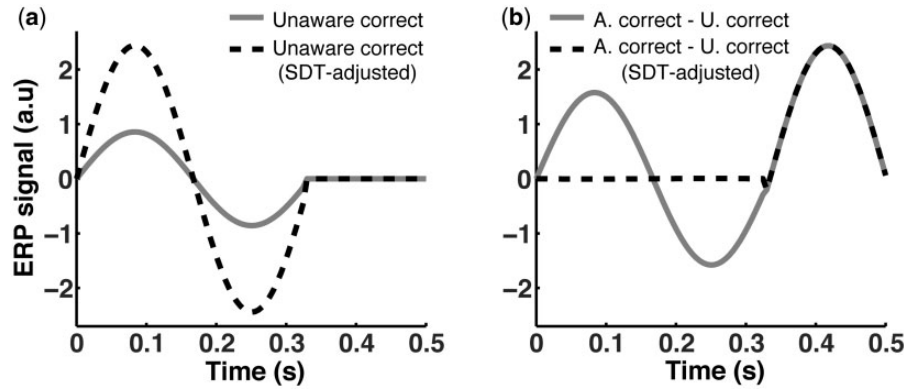 (a)
Unaware correct
Unaware correct
(SDT-adjusted)
ERP signal (a.u)
2
1
0
−1
−2
0
0.1
0.2
0.3
0.4
0.5
Time (s)
(b)
A. correct - U. correct
A. correct - U. correct
(SDT-adjusted)
2
1
0
−1
−2
0
0.1
0.2
0.3
0.4
0.5
Time (s)